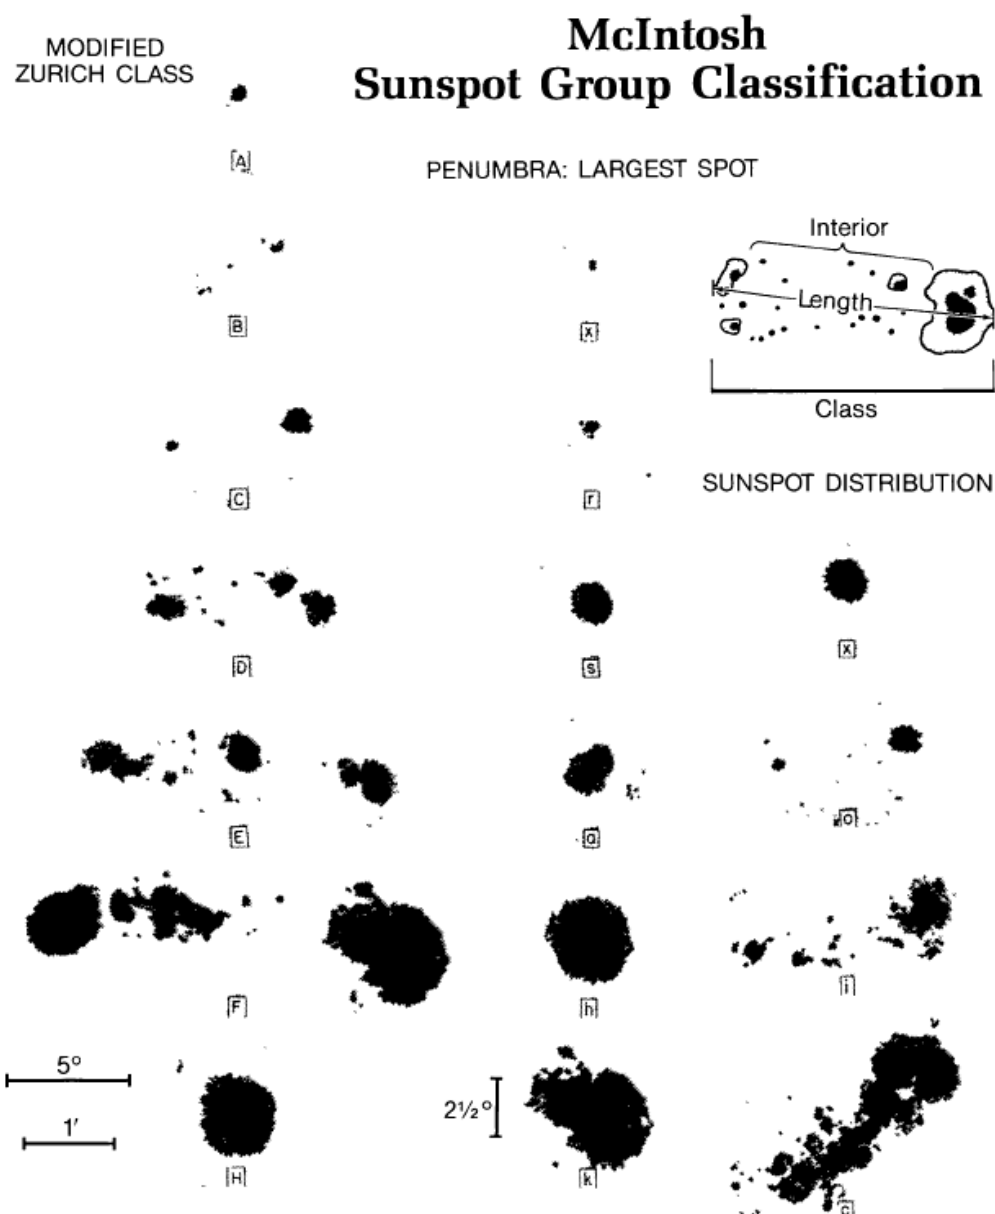 McIntosh
Sunspot Group Classification
MODIFIED
ZURICH CLASS
A
B
C
D
E
F
H
5°
1′
PENUMBRA: LARGEST SPOT
x
r
s
a
h
k
2½°
Interior
Length
Class
SUNSPOT DISTRIBUTION
x
o
i
c